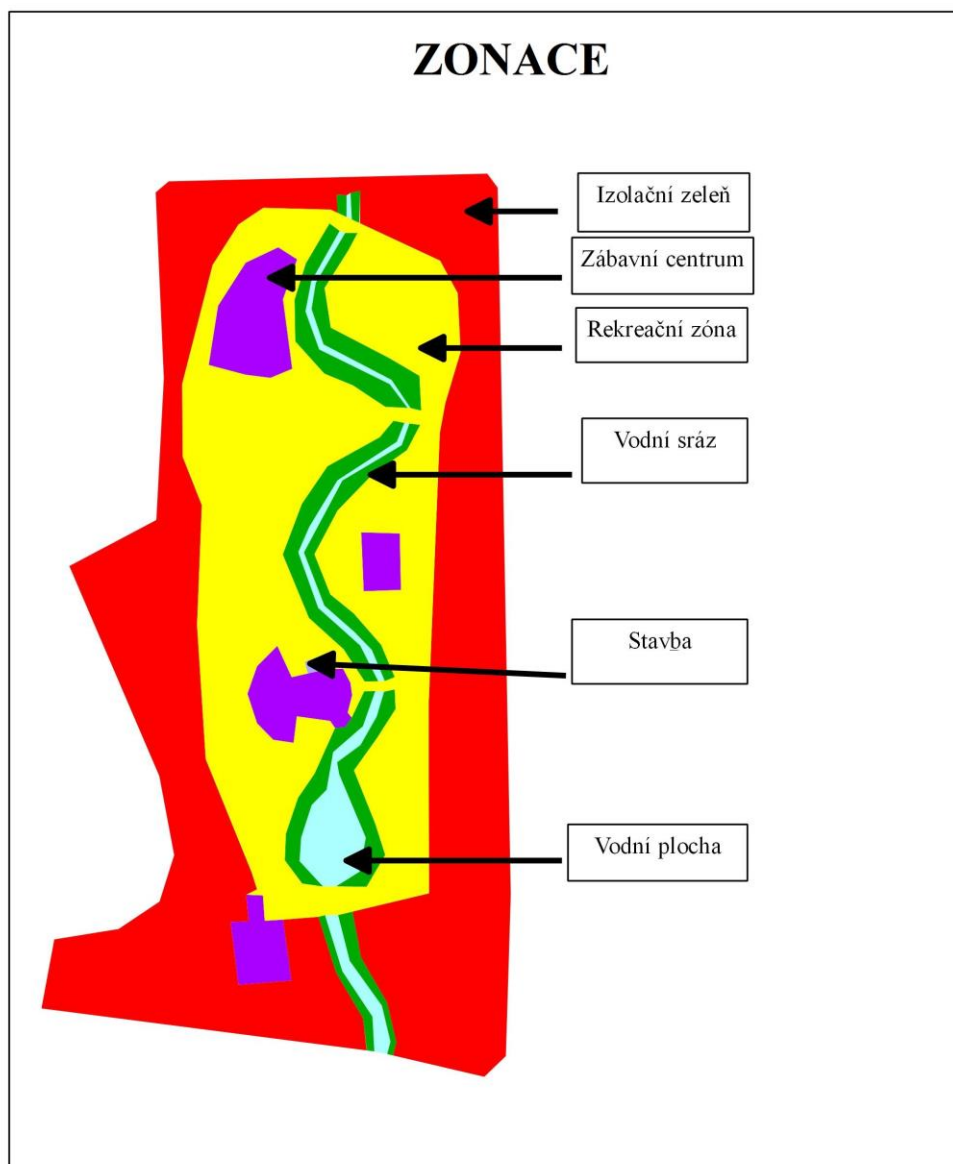 ZONACE
Izolační zeleň
Zábavní centrum
Rekreační zóna
Vodní sráz
Stavba
Vodní plocha